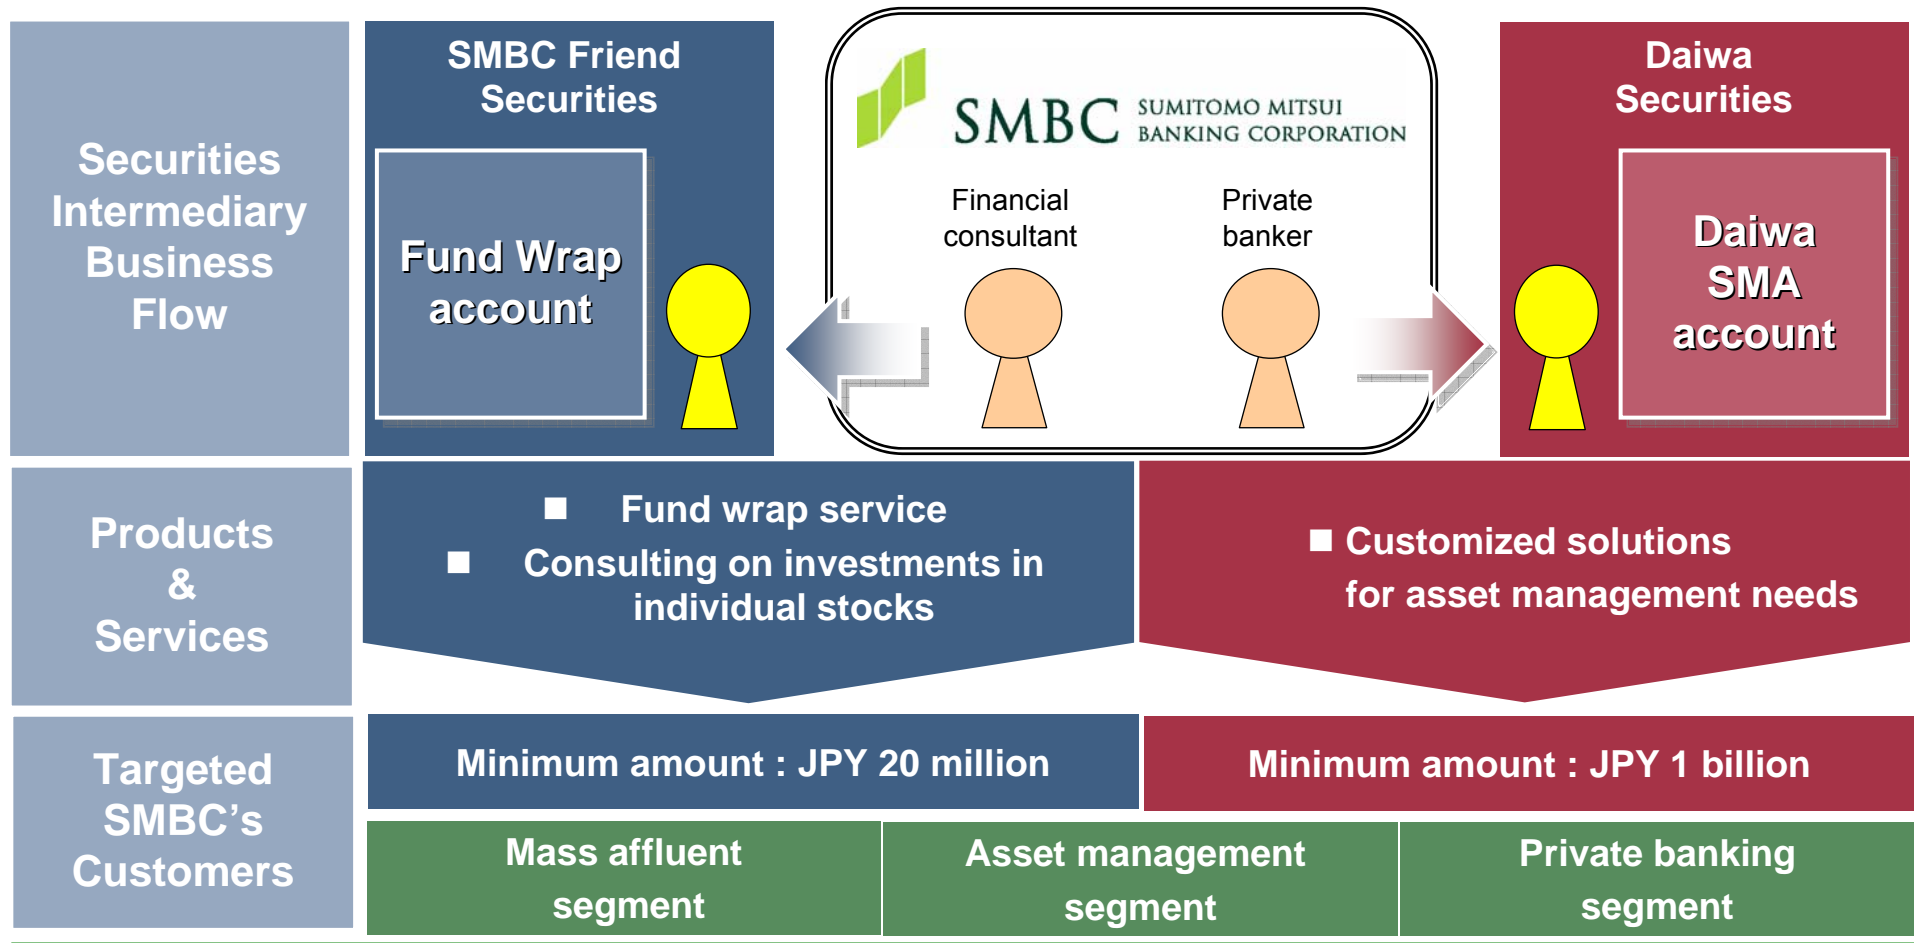 Securities
Intermediary
Business
Flow
SMBC Friend
Securities
Fund Wrap
account
SMBC
SUMITOMO MITSUI
BANKING CORPORATION
Financial
consultant
Private
banker
Daiwa
Securities
Daiwa
SMA
account
Products
&
Services
■ Fund wrap service
■ Consulting on investments in
individual stocks
■ Customized solutions
for asset management needs
Targeted
SMBC’s
Customers
Minimum amount : JPY 20 million
Minimum amount : JPY 1 billion
Mass affluent
segment
Asset management
segment
Private banking
segment